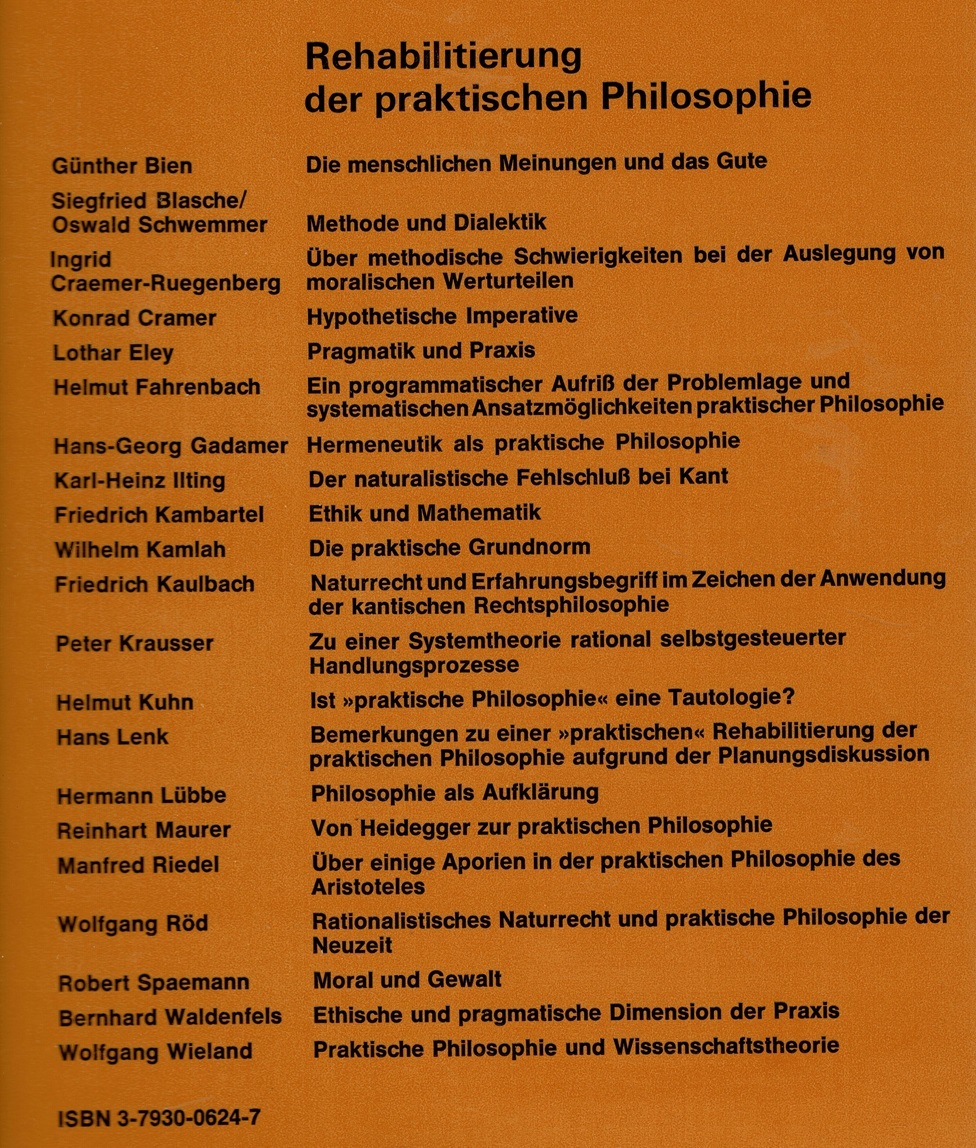 Rehabilitierung
der praktischen Philosophie
Günther Bien Die menschlichen Meinungen und das Gute
Siegfried Blasche/
Oswald Schwemmer Methode und Dialektik
Ingrid Über methodische Schwierigkeiten bei der Auslegung von
Craemer-Ruegenberg moralischen Werturteilen
Konrad Cramer Hypothetische Imperative
Lothar Eley Pragmatik und Praxis
Helmut Fahrenbach Ein programmatischer Aufriß der Problemlage und
systematischen Ansatzmöglichkeiten praktischer Philosophie
Hans-Georg Gadamer Hermeneutik als praktische Philosophie
Karl-Heinz Ilting Der naturalistische Fehlschluß bei Kant
Friedrich Kambartel Ethik und Mathematik
Wilhelm Kamlah Die praktische Grundnorm
Friedrich Kaulbach Naturrecht und Erfahrungsbegriff im Zeichen der Anwendung
der kantischen Rechtsphilosophie
Peter Krausser Zu einer Systemtheorie rational selbstgesteuerter
Handlungsprozesse
Helmut Kuhn Ist »praktische Philosophie« eine Tautologie?
Hans Lenk Bemerkungen zu einer »praktischen« Rehabilitierung der
praktischen Philosophie aufgrund der Planungsdiskussion
Hermann Lübbe Philosophie als Aufklärung
Reinhart Maurer Von Heidegger zur praktischen Philosophie
Manfred Riedel Über einige Aporien in der praktischen Philosophie des
Aristoteles
Wolfgang Röd Rationalistisches Naturrecht und praktische Philosophie der
Neuzeit
Robert Spaemann Moral und Gewalt
Bernhard Waldenfels Ethische und pragmatische Dimension der Praxis
Wolfgang Wieland Praktische Philosophie und Wissenschaftstheorie
ISBN 3-7930-0624-7